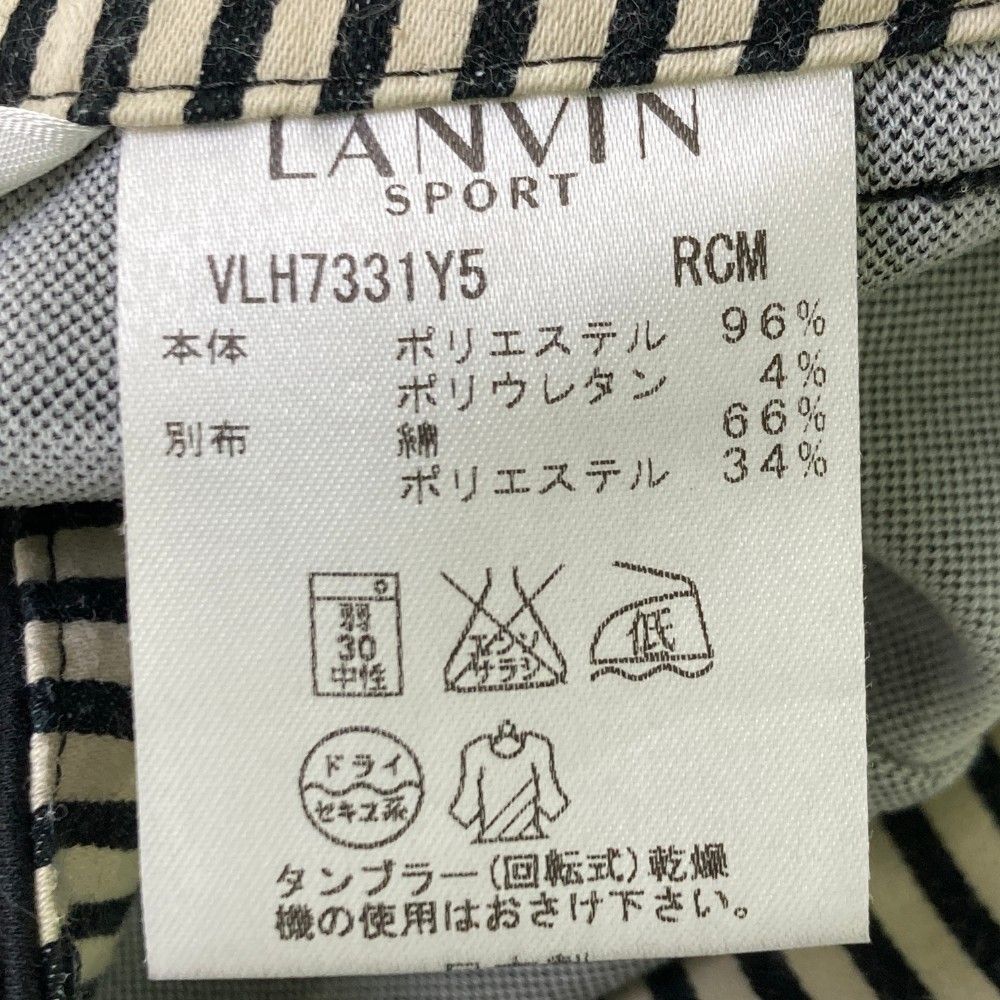 LANVIN
SPORT
VLH7331Y5 RCM
本体 ポリエステル 96%
ポリウレタン 4%
別布 綿 66%
ポリエステル 34%
弱
30
中性
エンソ
サラシ
低
ドライ
セキユ系
タンブラー(回転式)乾燥
機の使用はおさけ下さい。